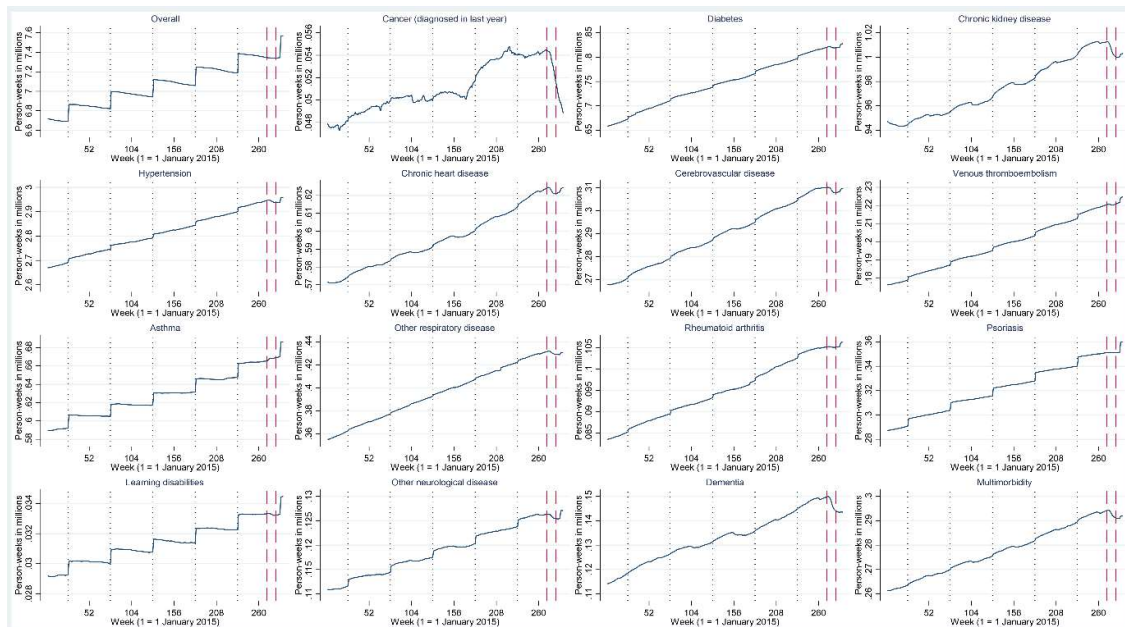 Overall
Person-weeks in millions
6.6 6.8 7 7.2 7.4 7.6
52 104 156 208 260
Week (1 = 1 January 2015)
Cancer (diagnosed in last year)
Person-weeks in millions
.048 .05 .052 .054 .056
52 104 156 208 260
Week (1 = 1 January 2015)
Diabetes
Person-weeks in millions
.65 .7 .75 .8 .85
52 104 156 208 260
Week (1 = 1 January 2015)
Chronic kidney disease
Person-weeks in millions
.94 .96 .98 1 1.02
52 104 156 208 260
Week (1 = 1 January 2015)
Hypertension
Person-weeks in millions
2.6 2.7 2.8 2.9 3
52 104 156 208 260
Week (1 = 1 January 2015)
Chronic heart disease
Person-weeks in millions
.57 .58 .59 .6 .61 .62
52 104 156 208 260
Week (1 = 1 January 2015)
Cerebrovascular disease
Person-weeks in millions
.27 .28 .29 .3 .31
52 104 156 208 260
Week (1 = 1 January 2015)
Venous thromboembolism
Person-weeks in millions
.18 .19 .2 .21 .22 .23
52 104 156 208 260
Week (1 = 1 January 2015)
Asthma
Person-weeks in millions
.58 .6 .62 .64 .66 .68
52 104 156 208 260
Week (1 = 1 January 2015)
Other respiratory disease
Person-weeks in millions
.36 .38 .4 .42 .44
52 104 156 208 260
Week (1 = 1 January 2015)
Rheumatoid arthritis
Person-weeks in millions
.085 .09 .095 .1 .105
52 104 156 208 260
Week (1 = 1 January 2015)
Psoriasis
Person-weeks in millions
.28 .3 .32 .34 .36
52 104 156 208 260
Week (1 = 1 January 2015)
Learning disabilities
Person-weeks in millions
.028 .03 .032 .034
52 104 156 208 260
Week (1 = 1 January 2015)
Other neurological disease
Person-weeks in millions
.11 .115 .12 .125 .13
52 104 156 208 260
Week (1 = 1 January 2015)
Dementia
Person-weeks in millions
.11 .12 .13 .14 .15
52 104 156 208 260
Week (1 = 1 January 2015)
Multimorbidity
Person-weeks in millions
.26 .27 .28 .29 .3
52 104 156 208 260
Week (1 = 1 January 2015)